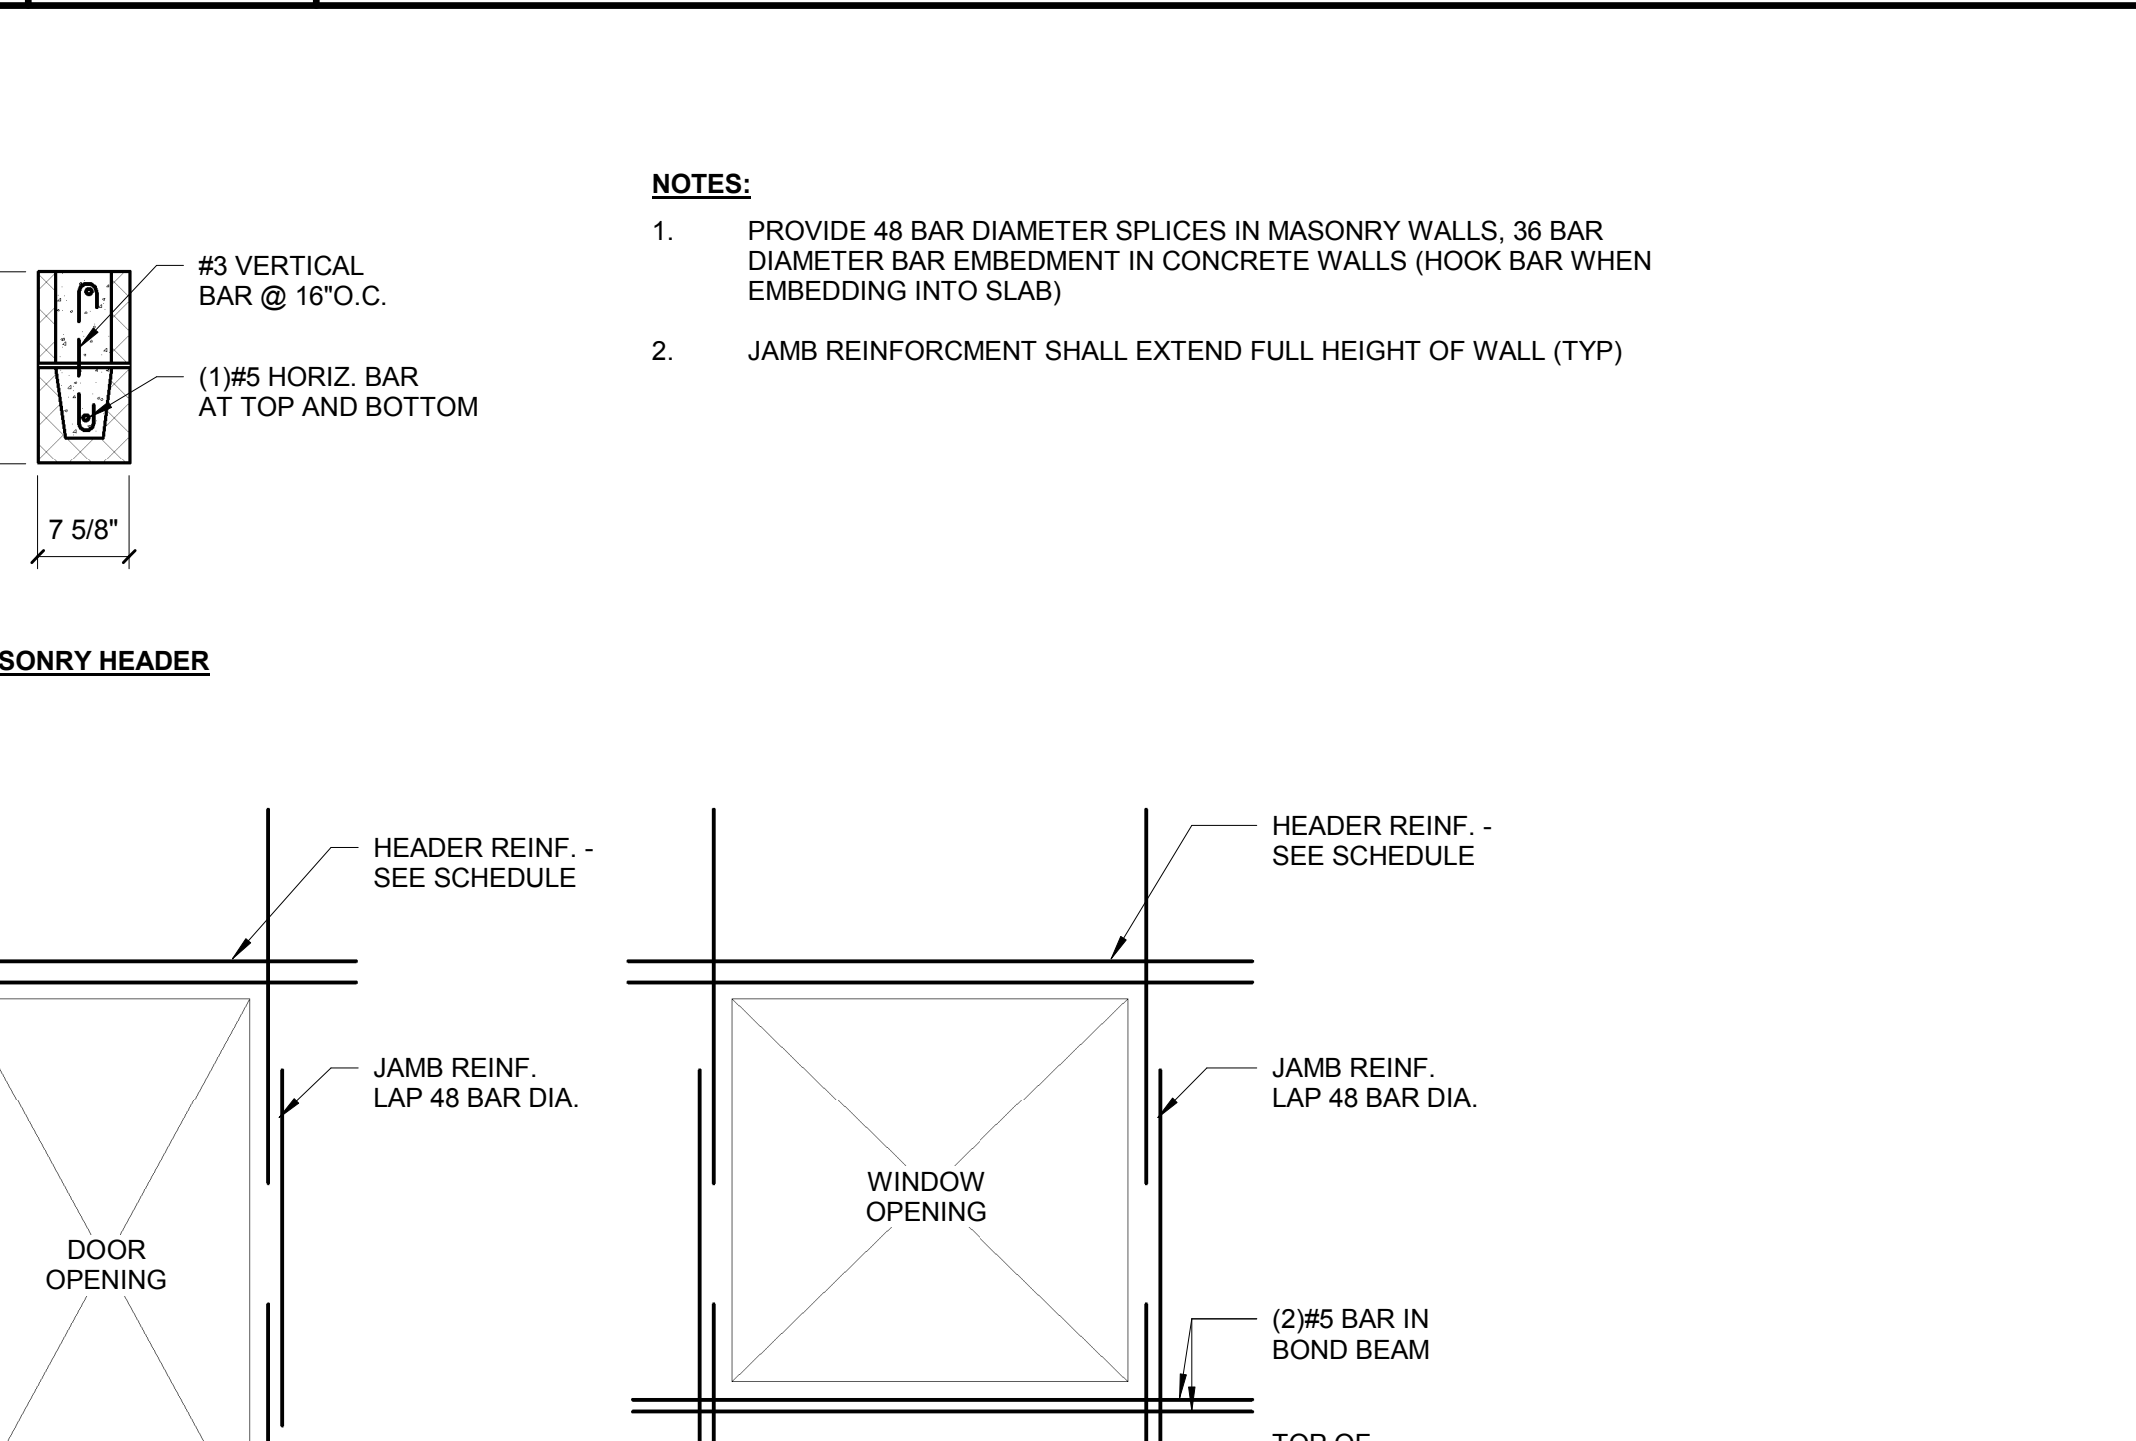 NOTES:
1. PROVIDE 48 BAR DIAMETER SPLICES IN MASONRY WALLS, 36 BAR
DIAMETER BAR EMBEDMENT IN CONCRETE WALLS (HOOK BAR WHEN
EMBEDDING INTO SLAB)
2. JAMB REINFORCMENT SHALL EXTEND FULL HEIGHT OF WALL (TYP)
#3 VERTICAL
BAR @ 16"O.C.
(1)#5 HORIZ. BAR
AT TOP AND BOTTOM
7 5/8"
SONRY HEADER
HEADER REINF. -
SEE SCHEDULE
JAMB REINF.
LAP 48 BAR DIA.
DOOR
OPENING
HEADER REINF. -
SEE SCHEDULE
JAMB REINF.
LAP 48 BAR DIA.
WINDOW
OPENING
(2)#5 BAR IN
BOND BEAM
TOP OF